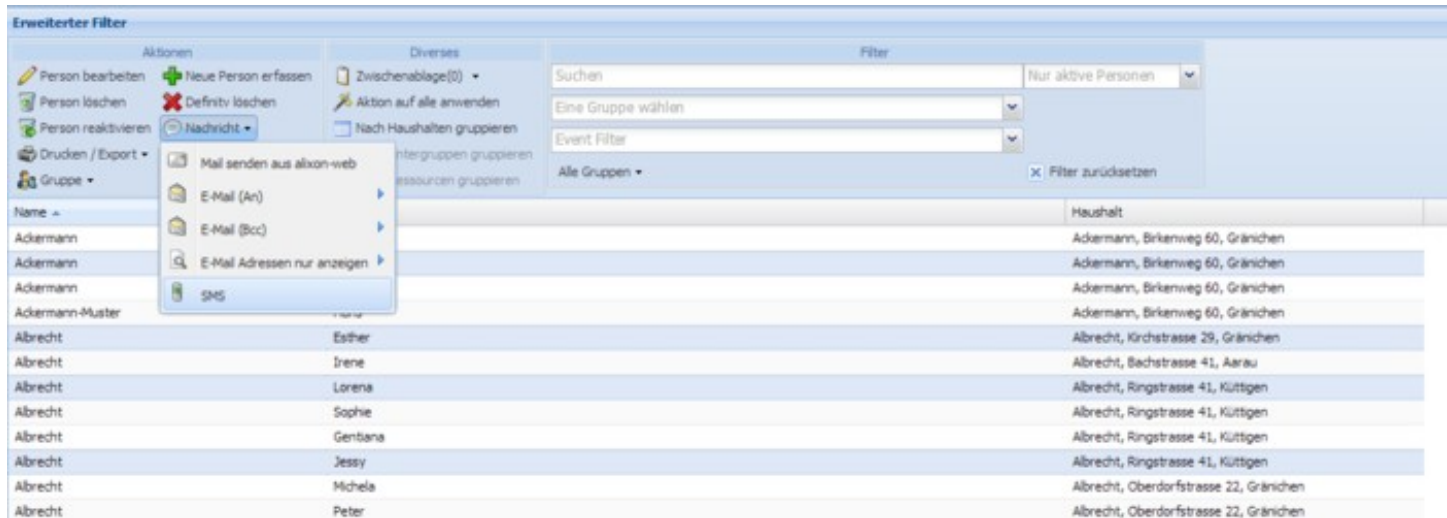 Erweiterter Filter
Aktionen Diverses Filter
Person bearbeiten Neue Person erfassen Zwischenablage(0) Suchen Nur aktive Personen
Person löschen Definitv löschen Aktion auf alle anwenden Eine Gruppe wählen
Person reaktivieren Nachricht Nach Haushalten gruppieren Event Filter
Drucken / Export Mail senden aus alixon-web ntergruppen gruppieren
Gruppe E-Mail (An) essourcen gruppieren Alle Gruppen Filter zurücksetzen
Name Haushalt
E-Mail (Bcc)
Ackermann Ackermann, Birkenweg 60, Gränichen
Ackermann E-Mail Adressen nur anzeigen Ackermann, Birkenweg 60, Gränichen
Ackermann SMS Ackermann, Birkenweg 60, Gränichen
Ackermann-Muster Ackermann, Birkenweg 60, Gränichen
Albrecht Esther Albrecht, Kirchstrasse 29, Gränichen
Albrecht Irene Albrecht, Bachstrasse 41, Aarau
Albrecht Lorena Albrecht, Ringstrasse 41, Küttigen
Albrecht Sophie Albrecht, Ringstrasse 41, Küttigen
Albrecht Gentiana Albrecht, Ringstrasse 41, Küttigen
Albrecht Jessy Albrecht, Ringstrasse 41, Küttigen
Albrecht Michela Albrecht, Oberdorfstrasse 22, Gränichen
Albrecht Peter Albrecht, Oberdorfstrasse 22, Gränichen